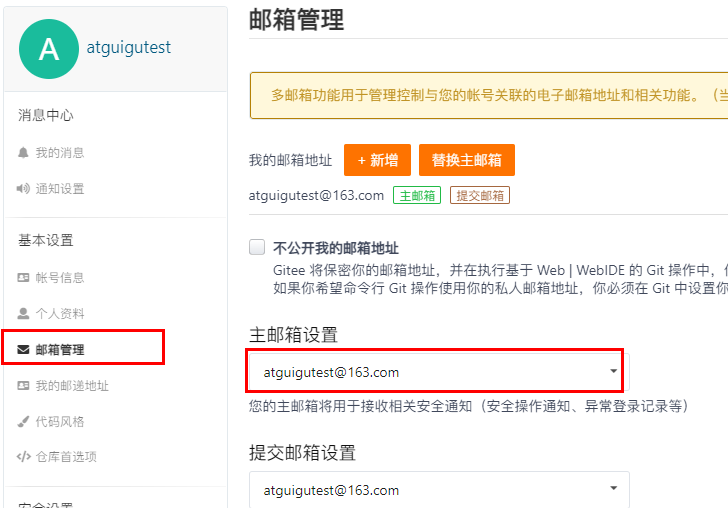 A
atguigutest
消息中心
我的消息
通知设置
基本设置
帐号信息
个人资料
邮箱管理
我的邮递地址
代码风格
仓库首选项
安全设置
邮箱管理
多邮箱功能用于管理控制与您的帐号关联的电子邮箱地址和相关功能。（当
我的邮箱地址 + 新增 替换主邮箱
atguigutest@163.com 主邮箱 提交邮箱
不公开我的邮箱地址
Gitee 将保密你的邮箱地址，并在执行基于 Web | WebIDE 的 Git 操作中，
如果你希望命令行 Git 操作使用你的私人邮箱地址，你必须在 Git 中设置你
主邮箱设置
atguigutest@163.com
您的主邮箱将用于接收相关安全通知（安全操作通知、异常登录记录等）
提交邮箱设置
atguigutest@163.com